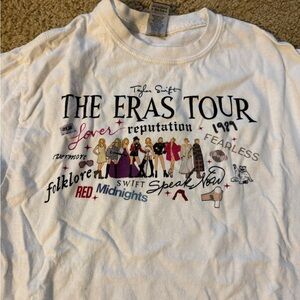 Taylor Swift
THE ERAS TOUR
Lover reputation 1989
evermore FEARLESS
folklore SWIFT Speak Now
RED Midnights